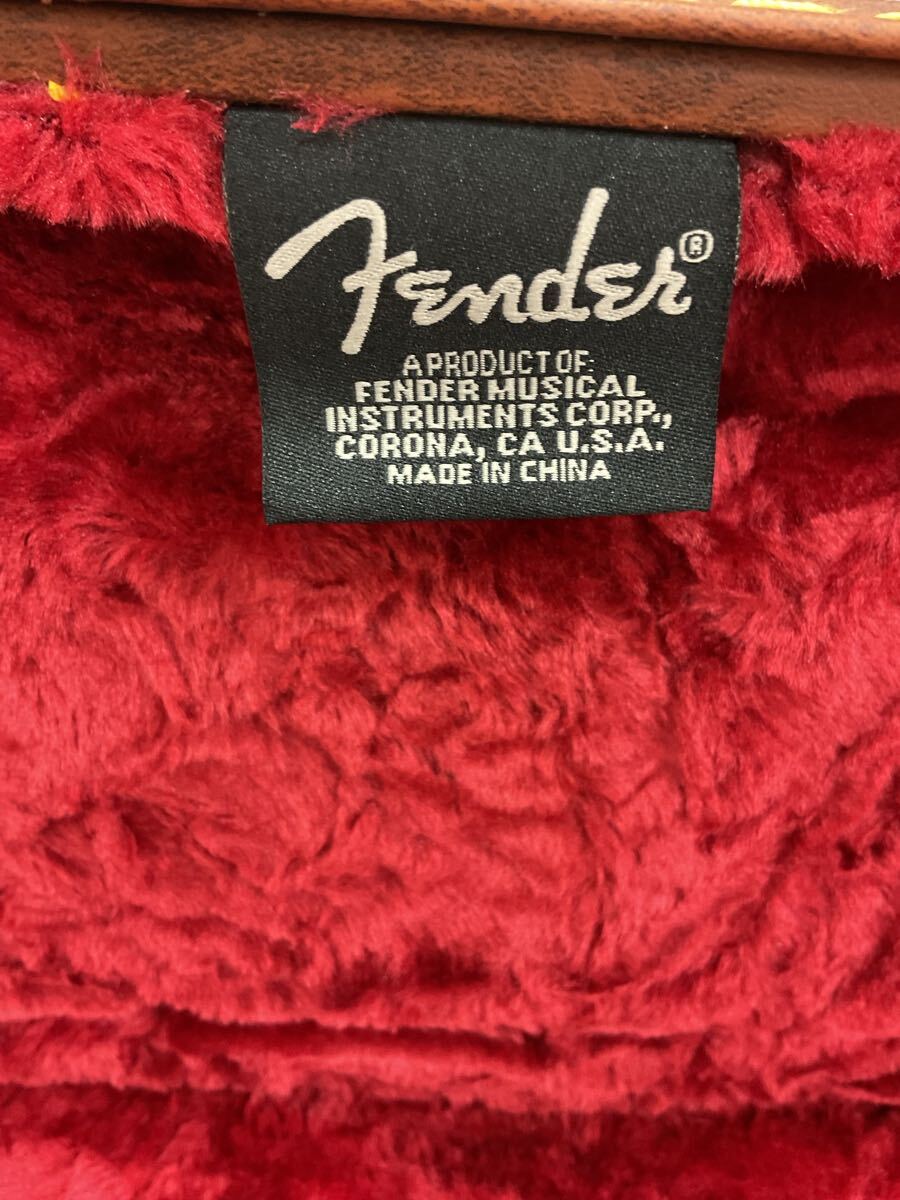 Fender®
A PRODUCT OF:
FENDER MUSICAL
INSTRUMENTS CORP.,
CORONA, CA U.S.A.
MADE IN CHINA